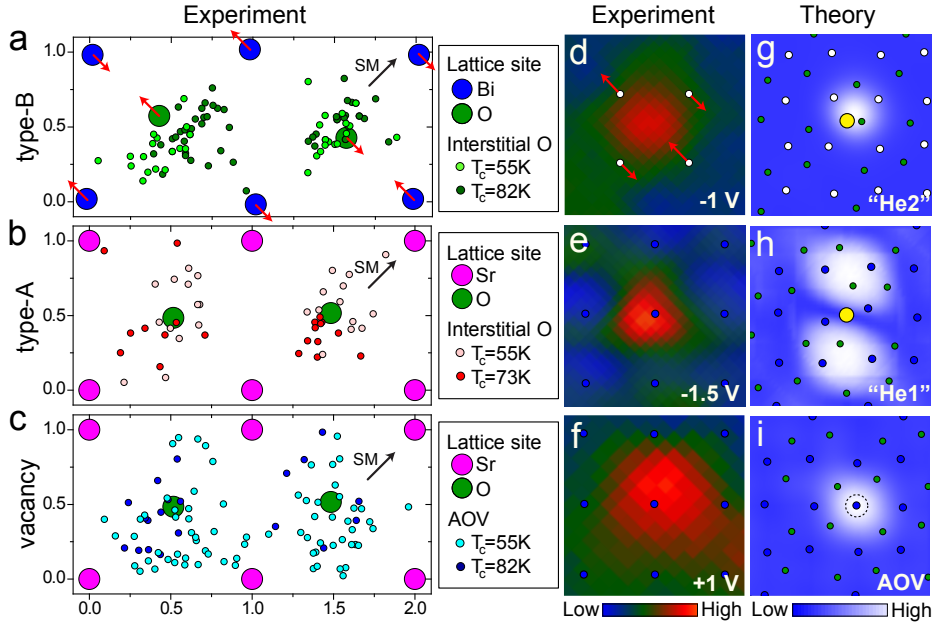 Experiment
Experiment
Theory
a
type-B
1.0
0.5
0.0
SM
Lattice site
Bi
O
Interstitial O
Tc=55K
Tc=82K
d
-1 V
g
“He2”
b
type-A
1.0
0.5
0.0
SM
Lattice site
Sr
O
Interstitial O
Tc=55K
Tc=73K
e
-1.5 V
h
“He1”
c
vacancy
1.0
0.5
0.0
SM
0.0 0.5 1.0 1.5 2.0
Lattice site
Sr
O
AOV
Tc=55K
Tc=82K
f
+1 V
i
AOV
Low High
Low High